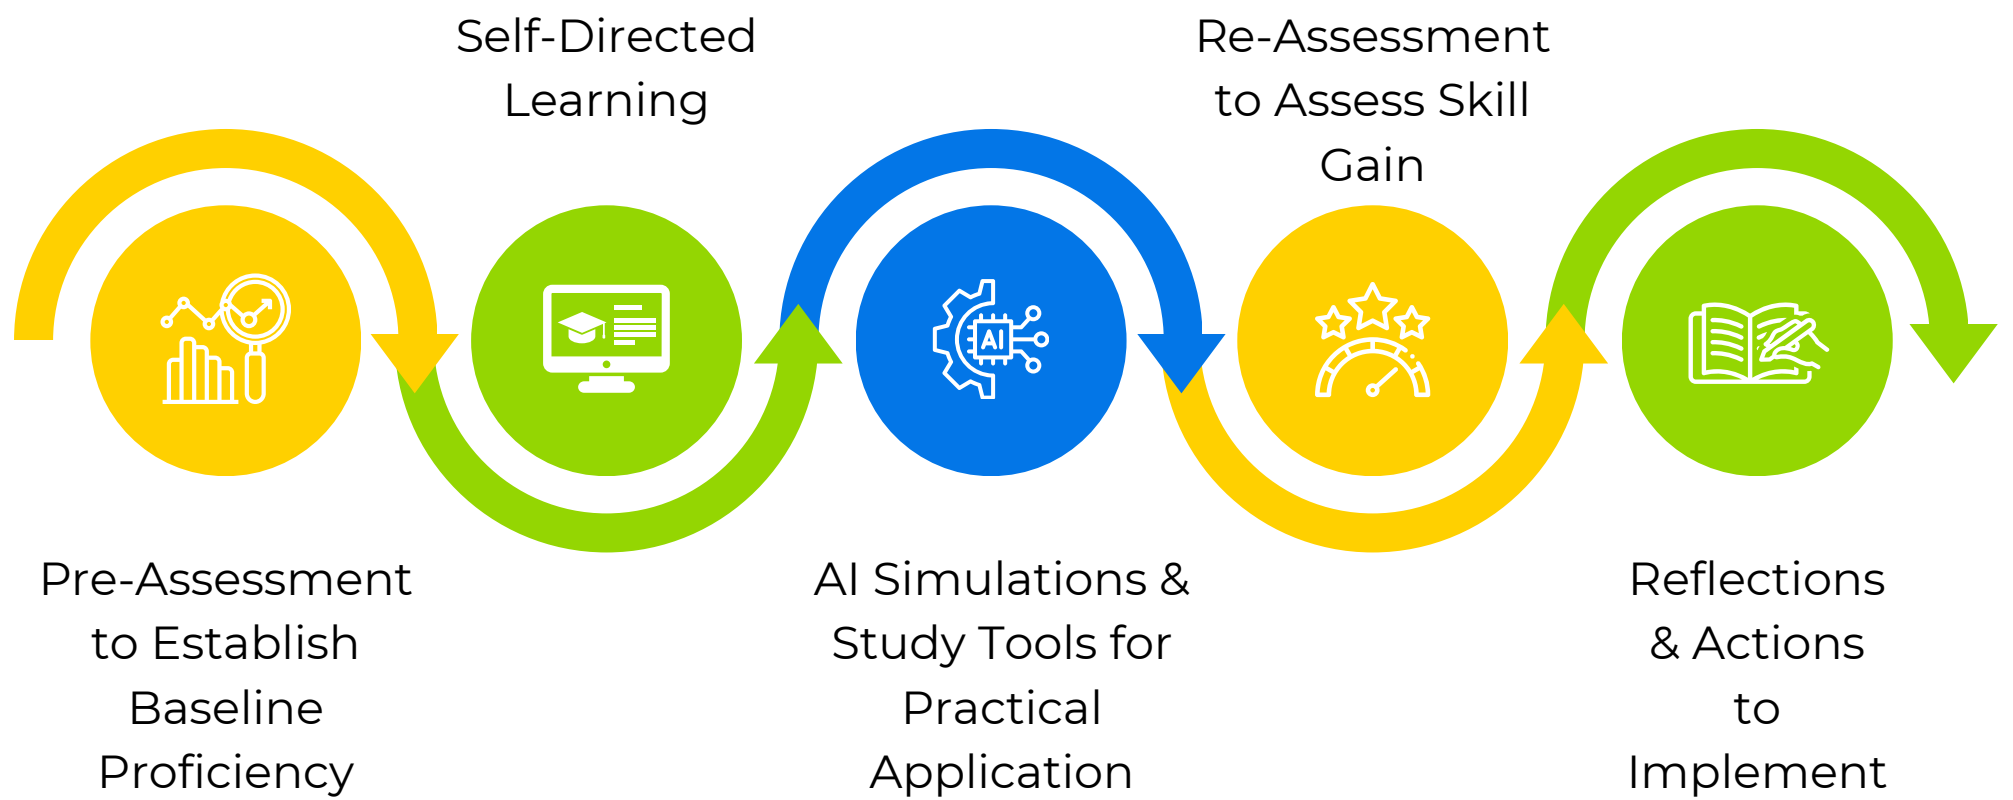 Self-Directed
Learning
Re-Assessment
to Assess Skill
Gain
AI
Pre-Assessment
to Establish
Baseline
Proficiency
AI Simulations &
Study Tools for
Practical
Application
Reflections
& Actions
to
Implement